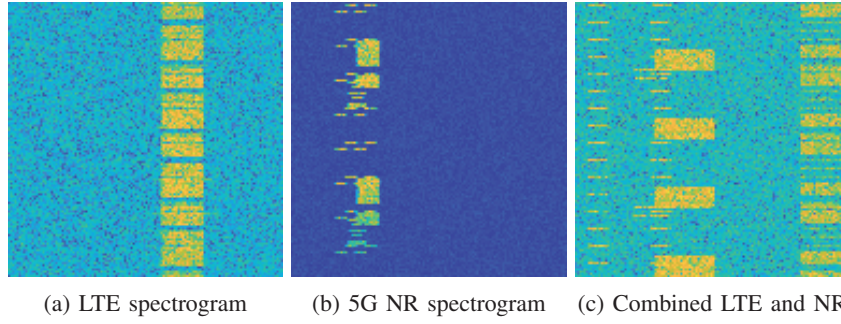 (a) LTE spectrogram
(b) 5G NR spectrogram
(c) Combined LTE and NR